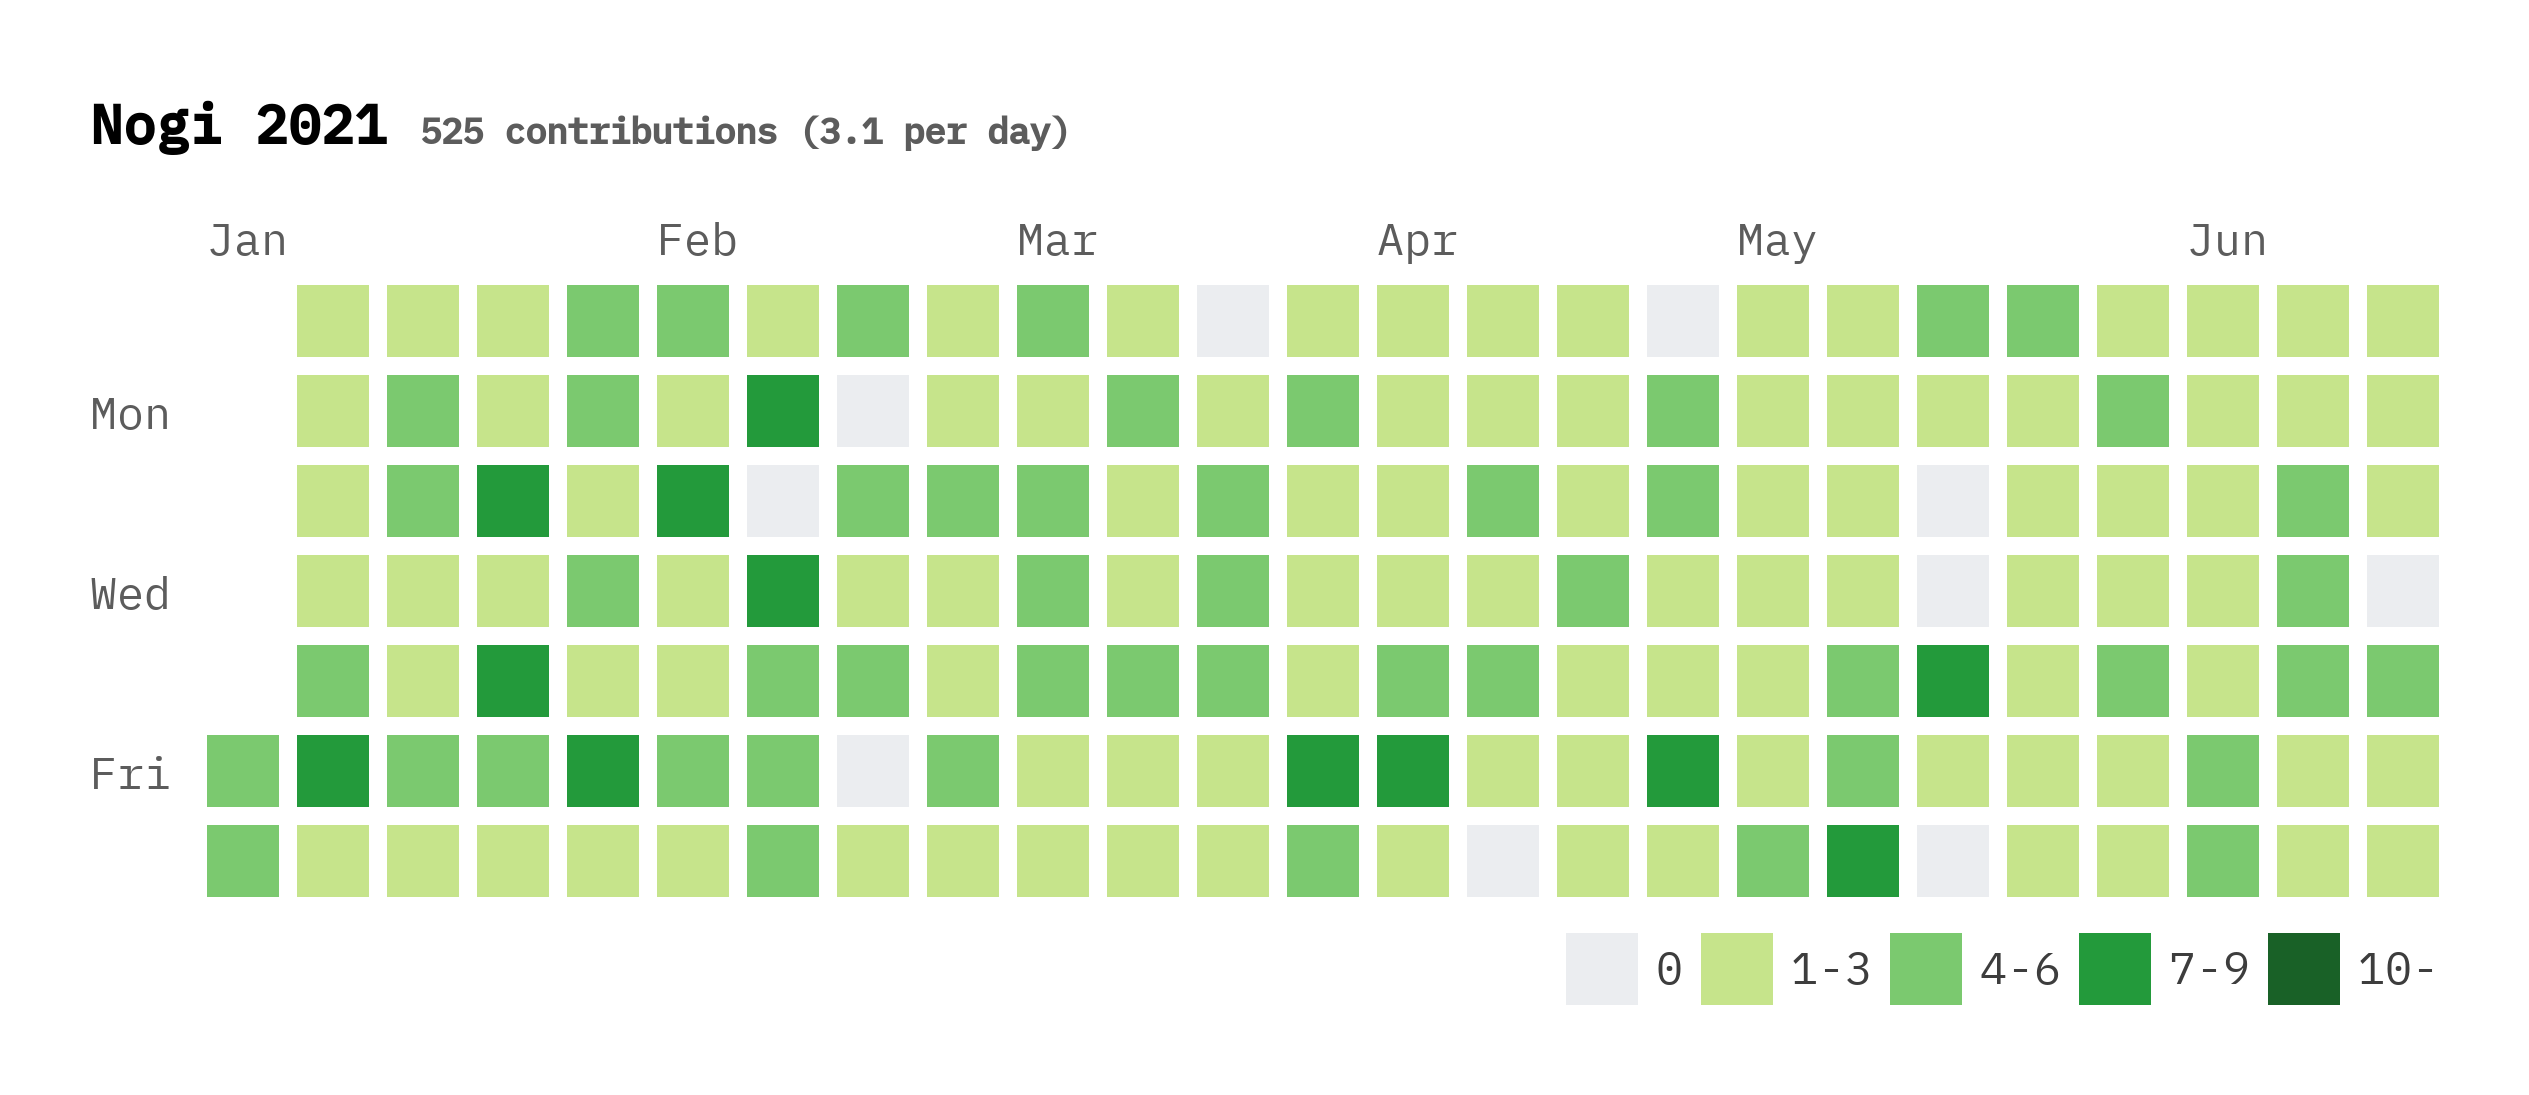 Nogi 2021 525 contributions (3.1 per day)
Jan Feb Mar Apr May Jun
Mon
Wed
Fri
0 1-3 4-6 7-9 10-